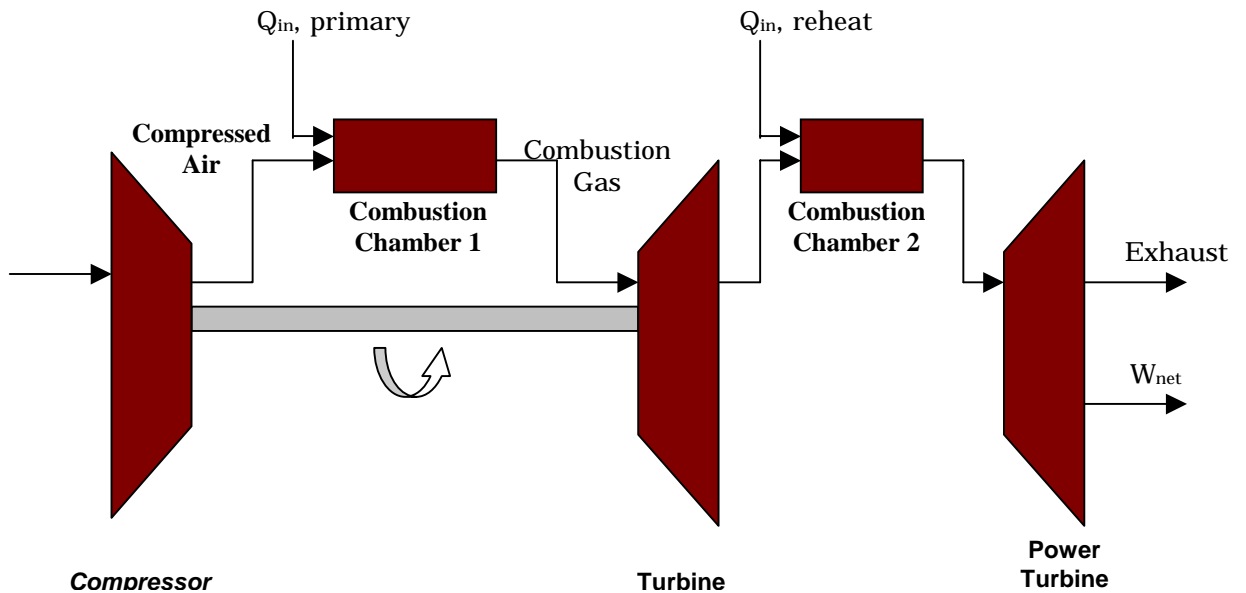 Qin, primary
Qin, reheat
Compressed
Air
Combustion
Gas
Combustion
Chamber 1
Combustion
Chamber 2
Exhaust
Wnet
Compressor
Turbine
Power
Turbine